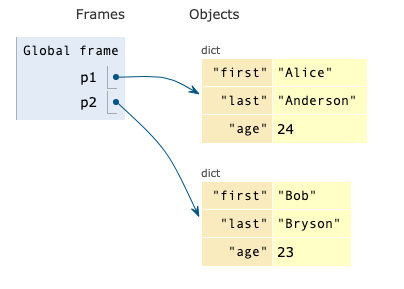 Frames Objects
Global frame
p1
p2
dict
"first" "Alice"
"last" "Anderson"
"age" 24
dict
"first" "Bob"
"last" "Bryson"
"age" 23